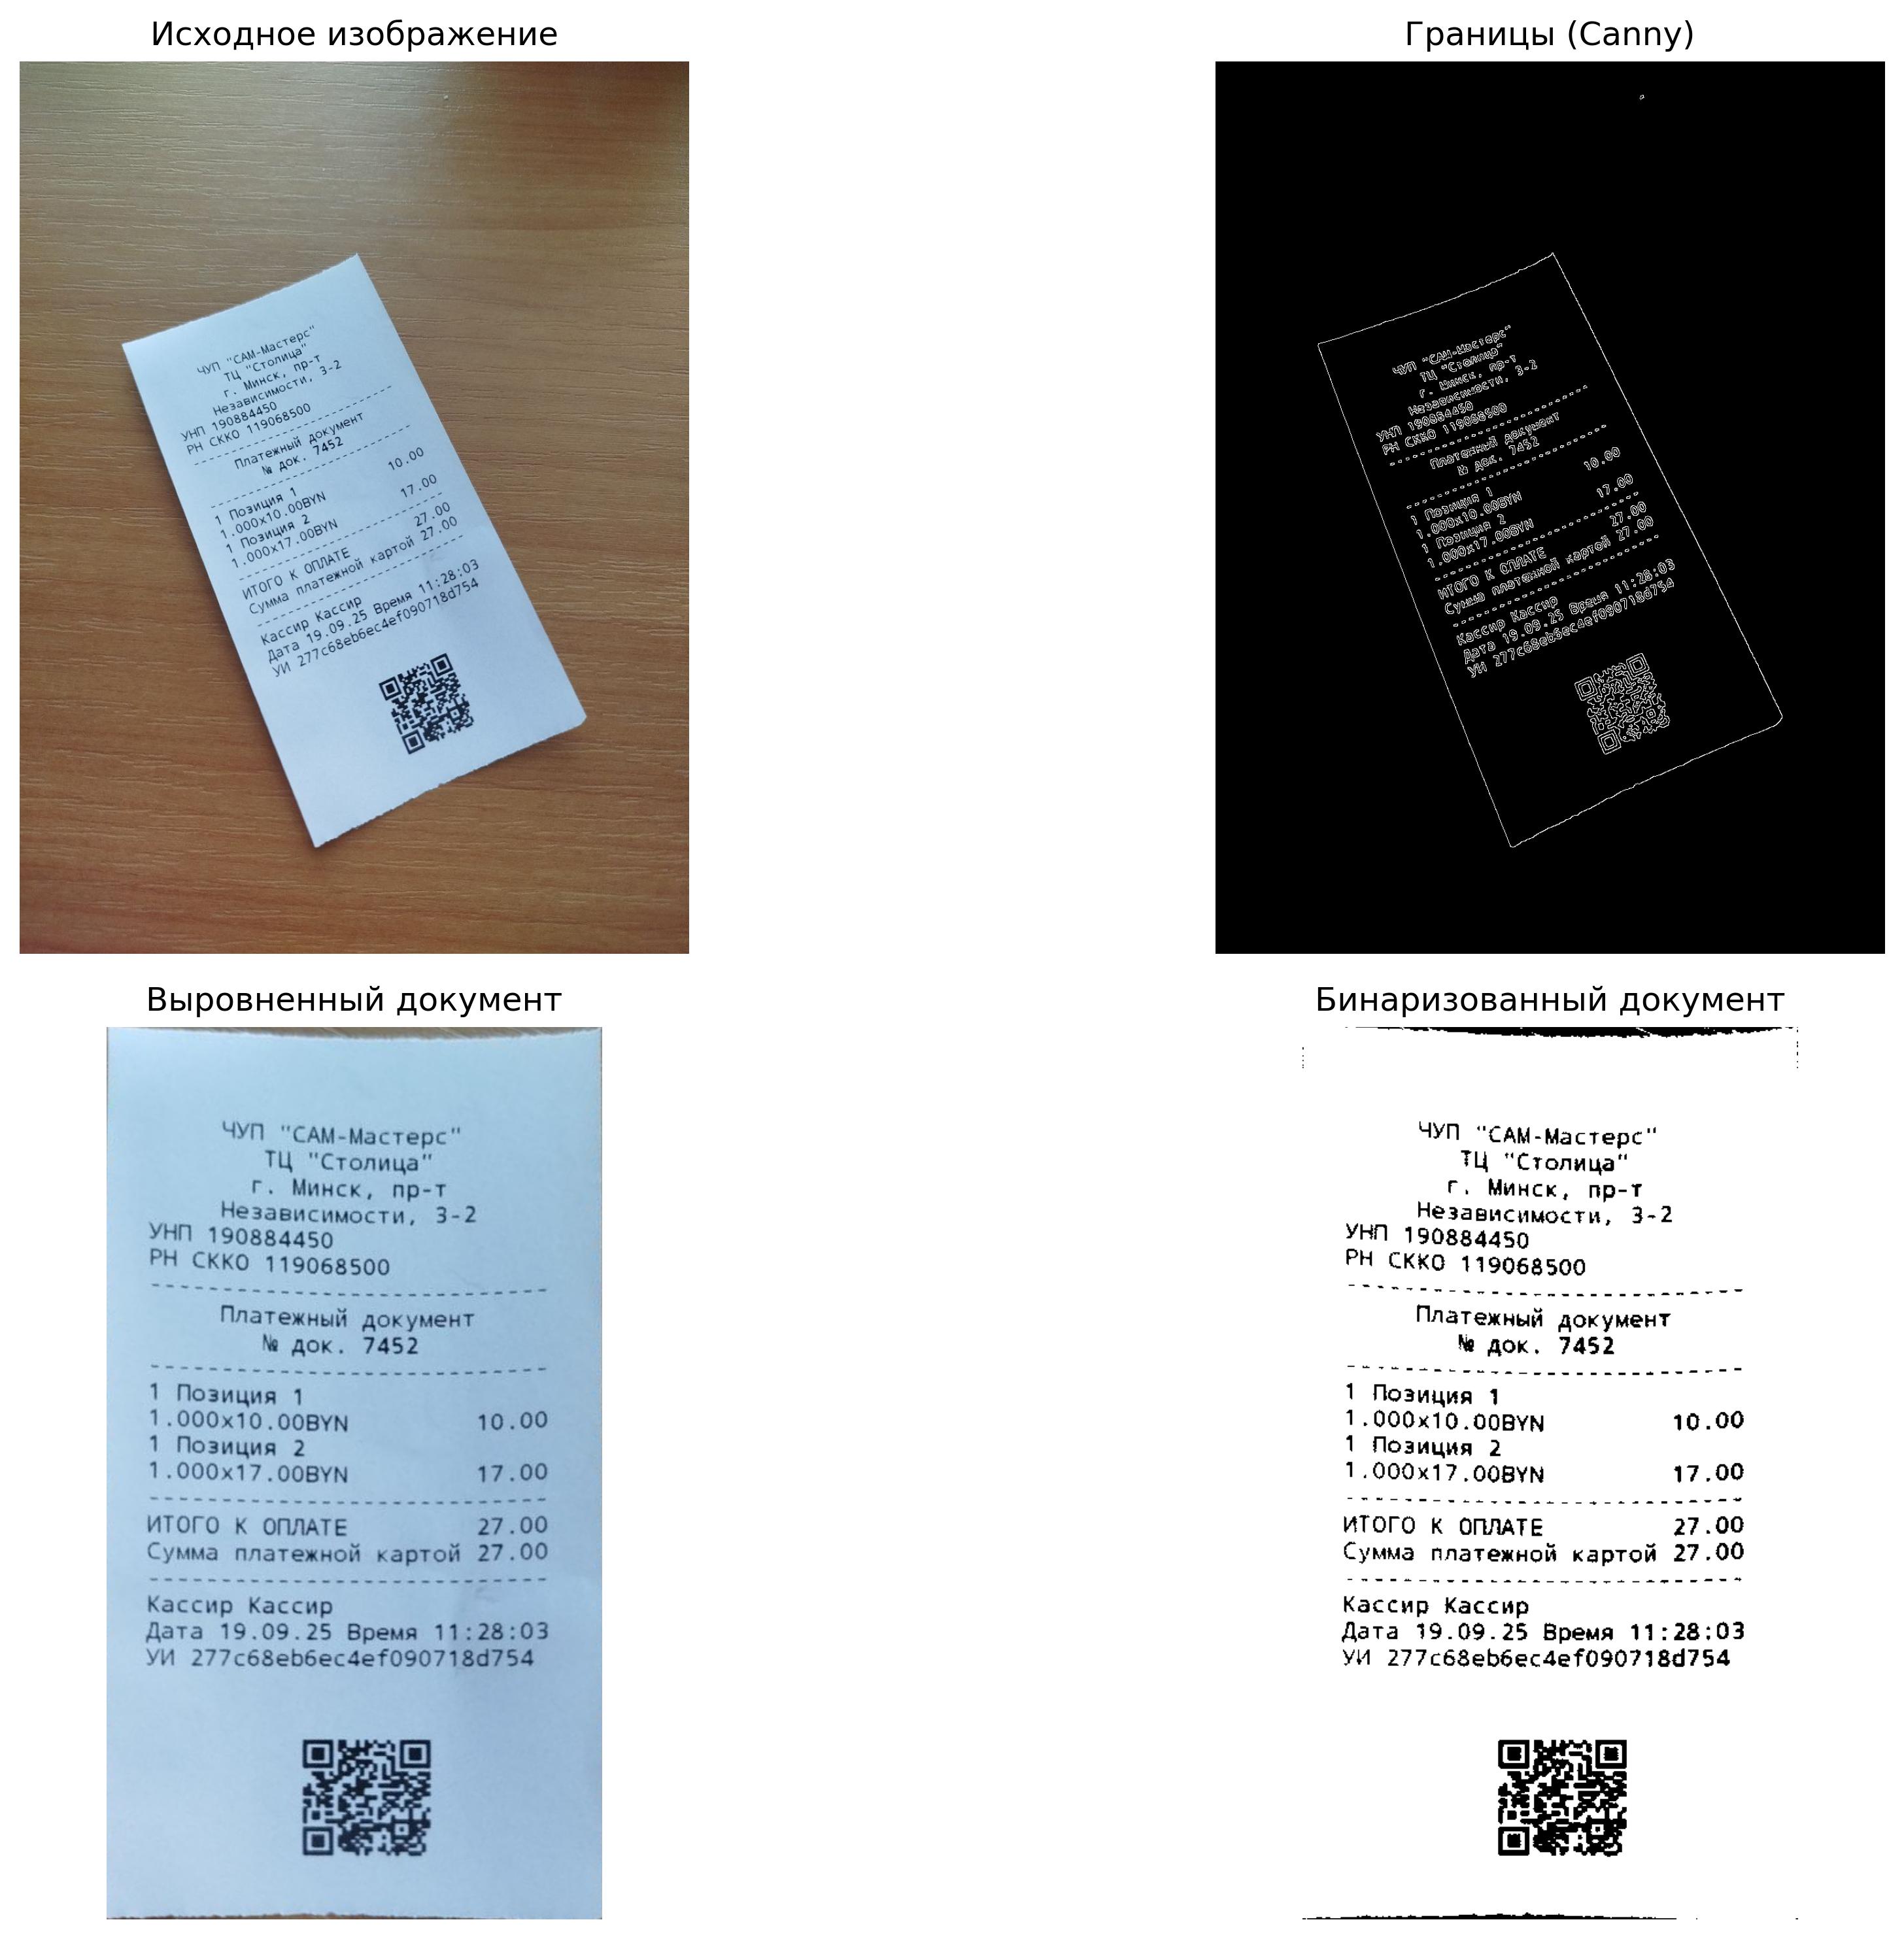 Исходное изображение
Границы (Canny)
ЧУП "САМ-Мастерс"
ТЦ "Столица"
г. Минск, пр-т
Независимости, 3-2
УНП 190884450
РН СККО 119068500
--------------------------------
Платежный документ
№ док. 7452
--------------------------------
1 Позиция 1
1.000x10.00BYN 10.00
1 Позиция 2
1.000x17.00BYN 17.00
--------------------------------
ИТОГО К ОПЛАТЕ 27.00
Сумма платежной картой 27.00
--------------------------------
Кассир Кассир
Дата 19.09.25 Время 11:28:03
УИ 277c68eb6ec4ef090718d754
ЧУП "САМ-Мастерс"
ТЦ "Столица"
г. Минск, пр-т
Независимости, 3-2
УНП 190884450
РН СККО 119068500
--------------------------------
Платежный документ
№ док. 7452
--------------------------------
1 Позиция 1
1.000x10.00BYN 10.00
1 Позиция 2
1.000x17.00BYN 17.00
--------------------------------
ИТОГО К ОПЛАТЕ 27.00
Сумма платежной картой 27.00
--------------------------------
Кассир Кассир
Дата 19.09.25 Время 11:28:03
УИ 277c68eb6ec4ef090718d754
Выровненный документ
Бинаризованный документ
ЧУП "САМ-Мастерс"
ТЦ "Столица"
г. Минск, пр-т
Независимости, 3-2
УНП 190884450
РН СККО 119068500
--------------------------------
Платежный документ
№ док. 7452
--------------------------------
1 Позиция 1
1.000x10.00BYN 10.00
1 Позиция 2
1.000x17.00BYN 17.00
--------------------------------
ИТОГО К ОПЛАТЕ 27.00
Сумма платежной картой 27.00
--------------------------------
Кассир Кассир
Дата 19.09.25 Время 11:28:03
УИ 277c68eb6ec4ef090718d754
ЧУП "САМ-Мастерс"
ТЦ "Столица"
г. Минск, пр-т
Независимости, 3-2
УНП 190884450
РН СККО 119068500
--------------------------------
Платежный документ
№ док. 7452
--------------------------------
1 Позиция 1
1.000x10.00BYN 10.00
1 Позиция 2
1.000x17.00BYN 17.00
--------------------------------
ИТОГО К ОПЛАТЕ 27.00
Сумма платежной картой 27.00
--------------------------------
Кассир Кассир
Дата 19.09.25 Время 11:28:03
УИ 277c68eb6ec4ef090718d754